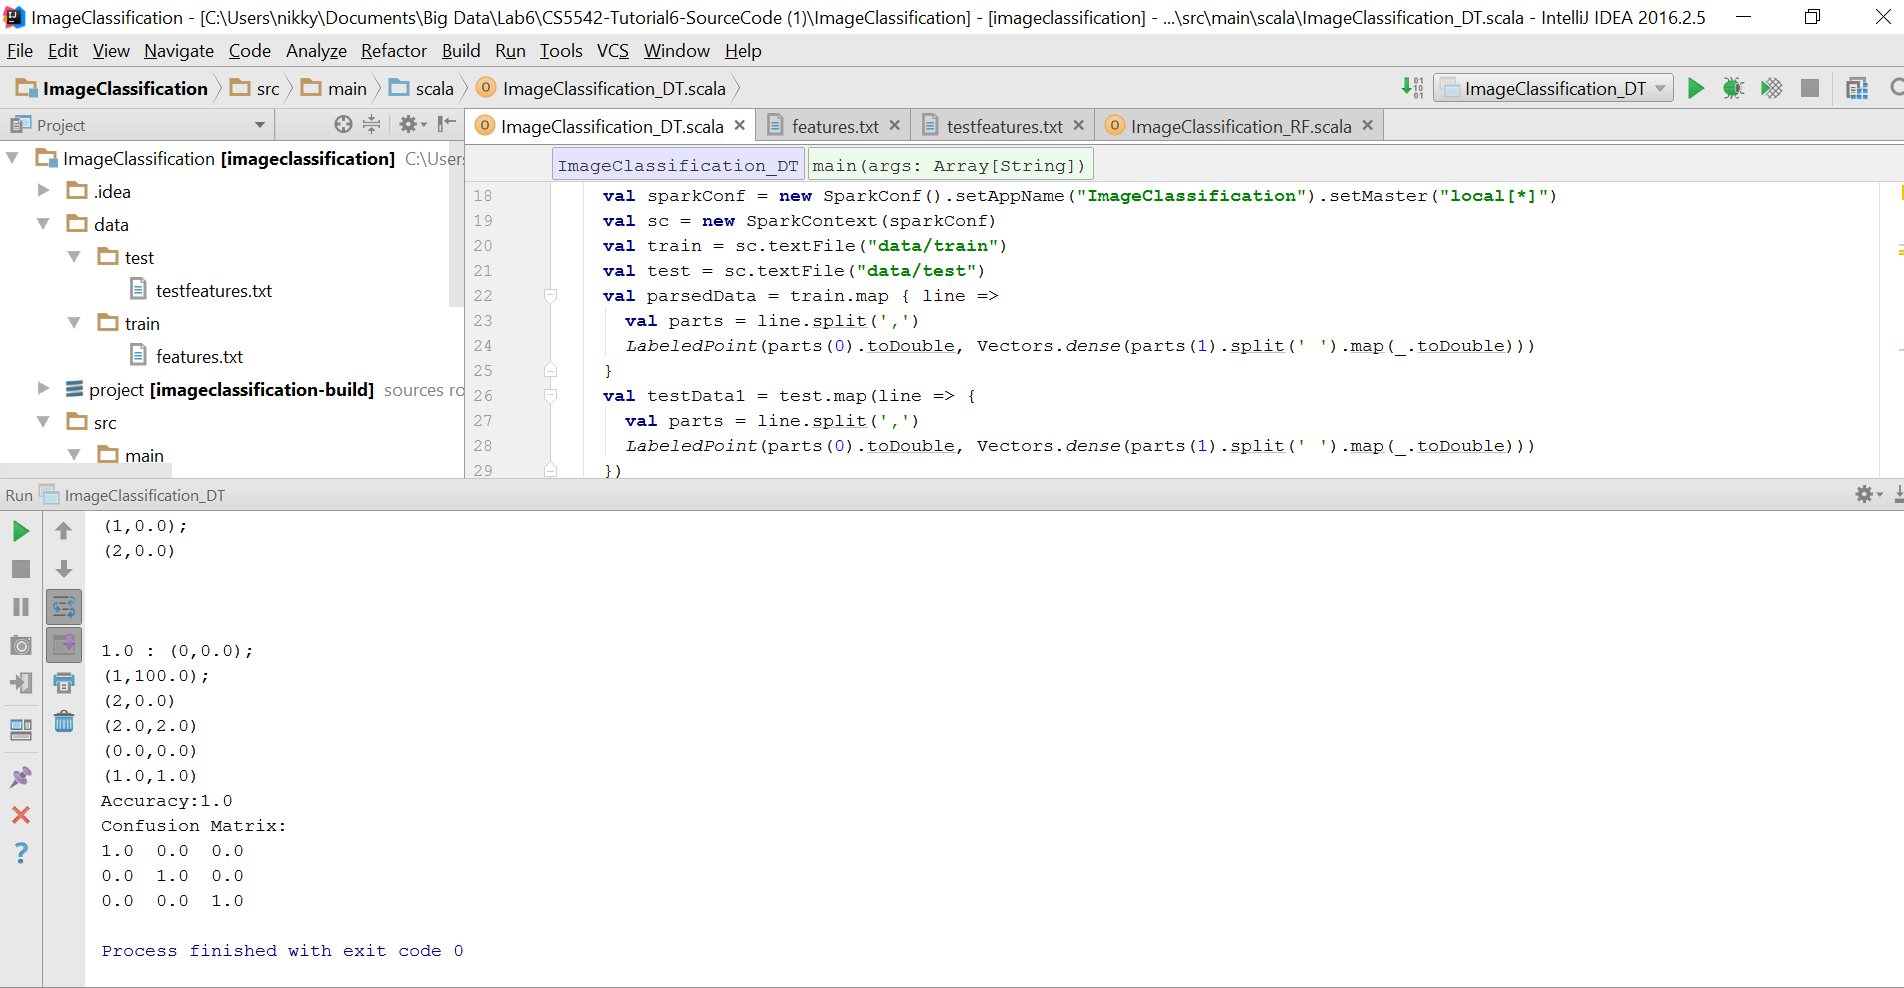 ImageClassification - [C:\Users\nikky\Documents\Big Data\Lab6\CS5542-Tutorial6-SourceCode (1)\ImageClassification] - [imageclassification] - ...\src\main\scala\ImageClassification_DT.scala - IntelliJ IDEA 2016.2.5
File Edit View Navigate Code Analyze Refactor Build Run Tools VCS Window Help
ImageClassification src main scala ImageClassification_DT.scala
ImageClassification_DT
Project
ImageClassification_DT.scala features.txt testfeatures.txt ImageClassification_RF.scala
ImageClassification [imageclassification] C:\User
.idea
data
test
testfeatures.txt
train
features.txt
project [imageclassification-build] sources ro
src
main
ImageClassification_DT main(args: Array[String])
18 val sparkConf = new SparkConf().setAppName("ImageClassification").setMaster("local[*]")
19 val sc = new SparkContext(sparkConf)
20 val train = sc.textFile("data/train")
21 val test = sc.textFile("data/test")
22 val parsedData = train.map { line =>
23 val parts = line.split(',')
24 LabeledPoint(parts(0).toDouble, Vectors.dense(parts(1).split(' ').map(_.toDouble)))
25 }
26 val testData1 = test.map(line => {
27 val parts = line.split(',')
28 LabeledPoint(parts(0).toDouble, Vectors.dense(parts(1).split(' ').map(_.toDouble)))
29 })
Run ImageClassification_DT
(1,0.0);
(2,0.0)
1.0 : (0,0.0);
(1,100.0);
(2,0.0)
(2.0,2.0)
(0.0,0.0)
(1.0,1.0)
Accuracy:1.0
Confusion Matrix:
1.0 0.0 0.0
0.0 1.0 0.0
0.0 0.0 1.0
Process finished with exit code 0